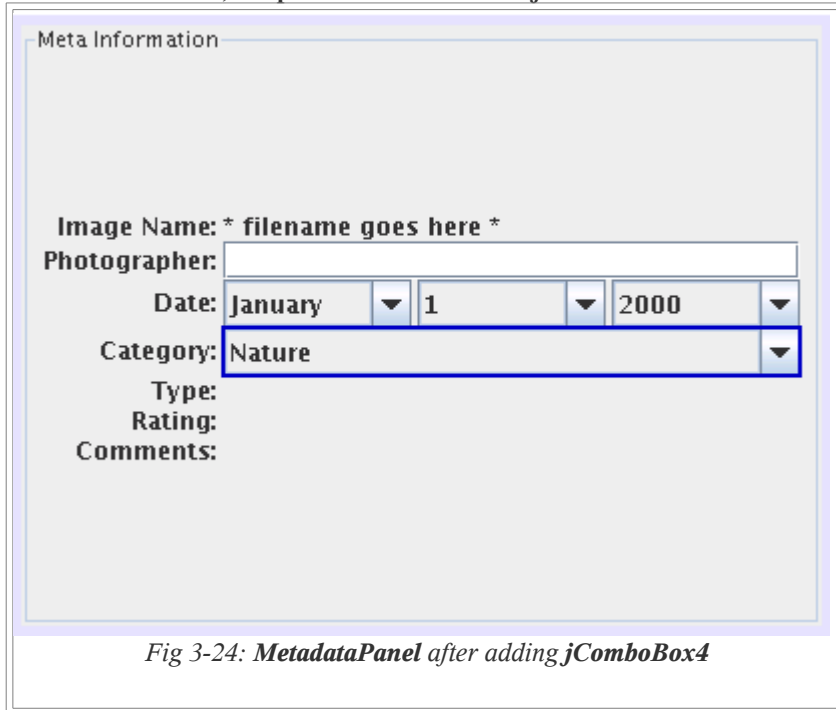 Meta Information
Image Name: * filename goes here *
Photographer:
Date: January 1 2000
Category: Nature
Type:
Rating:
Comments:
Fig 3-24: MetadataPanel after adding jComboBox4